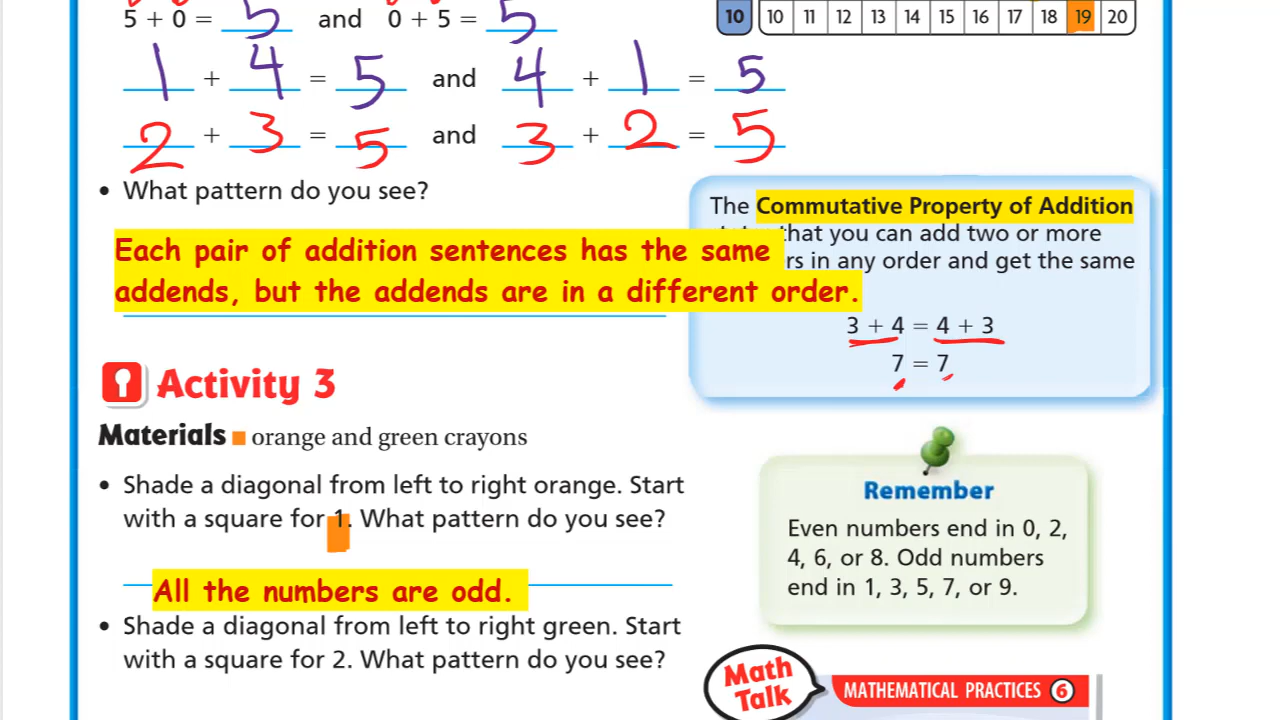 5 + 0 = 5 and 0 + 5 = 5
10 10 11 12 13 14 15 16 17 18 19 20
1 + 4 = 5 and 4 + 1 = 5
2 + 3 = 5 and 3 + 2 = 5
• What pattern do you see?
Each pair of addition sentences has the same
addends, but the addends are in a different order.
The Commutative Property of Addition
that you can add two or more
in any order and get the same
3 + 4 = 4 + 3
7 = 7
Activity 3
Materials ■ orange and green crayons
• Shade a diagonal from left to right orange. Start
with a square for 1. What pattern do you see?
All the numbers are odd.
• Shade a diagonal from left to right green. Start
with a square for 2. What pattern do you see?
Remember
Even numbers end in 0, 2,
4, 6, or 8. Odd numbers
end in 1, 3, 5, 7, or 9.
Math
Talk
MATHEMATICAL PRACTICES 6